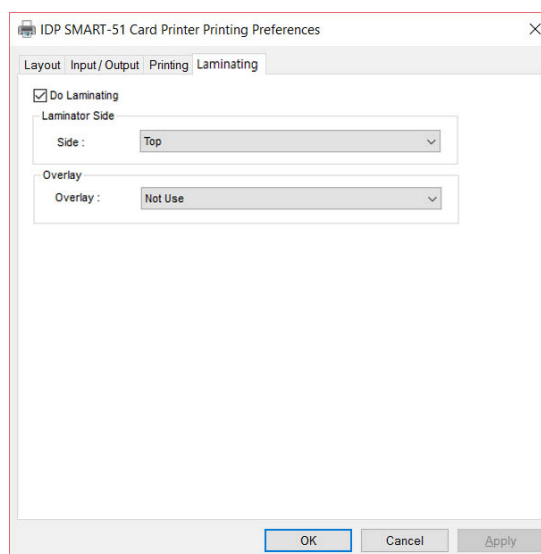 IDP SMART-51 Card Printer Printing Preferences
Layout Input / Output Printing Laminating
Do Laminating
Laminator Side
Side : Top
Overlay
Overlay : Not Use
OK Cancel Apply